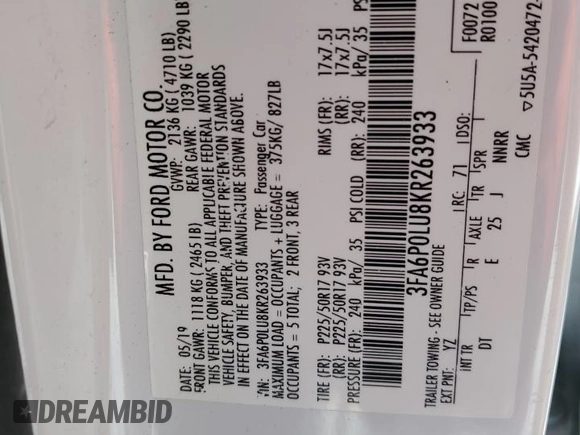 MFD. BY FORD MOTOR CO.
DATE: 05/19
GVWR: 2136 KG ( 4710 LB)
FRONT GAWR: 1118 KG (2465 LB)
REAR GAWR: 1039 KG ( 2290 LB
THIS VEHICLE CONFORMS TO ALL APPLICABLE FEDERAL MOTOR
VEHICLE SAFETY, BUMPER, AND THEFT PREVENTION STANDARDS
IN EFFECT ON THE DATE OF MANUFACTURE SHOWN ABOVE.
VIN: 3FA6P0LU8KR263933 TYPE: Passenger Car
MAXIMUM LOAD = OCCUPANTS + LUGGAGE = 375KG/ 827LB
OCCUPANTS = 5 TOTAL; 2 FRONT, 3 REAR
TIRE (FR): P225/50R17 93V RIMS (FR): 17x7.5J
(RR): P225/50R17 93V (RR): 17x7.5J
PRESSURE (FR): 240 kPa/ 35 PSI COLD (RR): 240 kPa/ 35 PS
3FA6P0LU8KR263933
F0072
R0100
TRAILER TOWING - SEE OWNER GUIDE
EXT PNT: YZ RC: 71 DSO:
INT TR TP/PS R AXLE TR SPR
DT E 25 J NNRR
CMC ▽5U5A-5420472-
DREAMBID